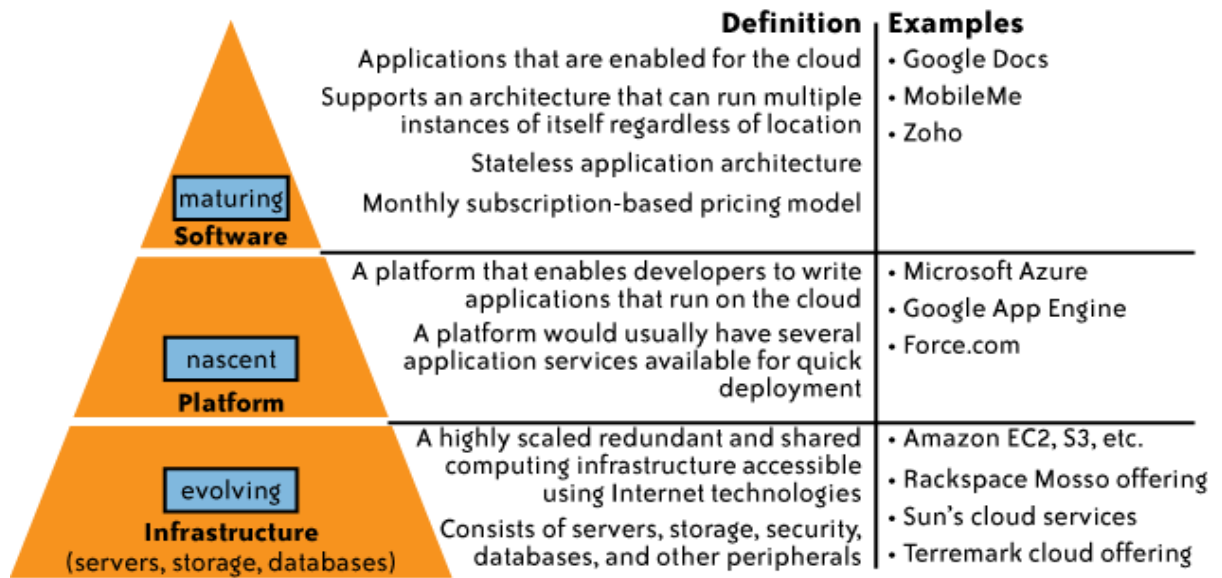 Definition
Examples
Applications that are enabled for the cloud
Supports an architecture that can run multiple
instances of itself regardless of location
Stateless application architecture
Monthly subscription-based pricing model
• Google Docs
• MobileMe
• Zoho
maturing
Software
A platform that enables developers to write
applications that run on the cloud
A platform would usually have several
application services available for quick
deployment
• Microsoft Azure
• Google App Engine
• Force.com
nascent
Platform
A highly scaled redundant and shared
computing infrastructure accessible
using Internet technologies
Consists of servers, storage, security,
databases, and other peripherals
• Amazon EC2, S3, etc.
• Rackspace Mosso offering
• Sun's cloud services
• Terremark cloud offering
evolving
Infrastructure
(servers, storage, databases)